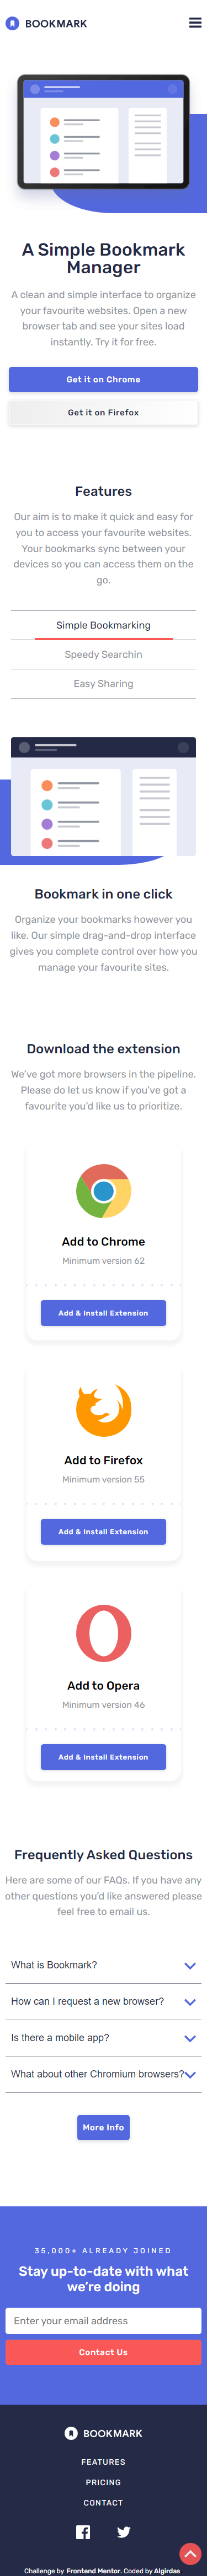 BOOKMARK
A Simple Bookmark
Manager
A clean and simple interface to organize
your favourite websites. Open a new
browser tab and see your sites load
instantly. Try it for free.
Get it on Chrome
Get it on Firefox
Features
Our aim is to make it quick and easy for
you to access your favourite websites.
Your bookmarks sync between your
devices so you can access them on the
go.
Simple Bookmarking
Speedy Searchin
Easy Sharing
Bookmark in one click
Organize your bookmarks however you
like. Our simple drag-and-drop interface
gives you complete control over how you
manage your favourite sites.
Download the extension
We've got more browsers in the pipeline.
Please do let us know if you've got a
favourite you'd like us to prioritize.
Add to Chrome
Minimum version 62
Add & Install Extension
Add to Firefox
Minimum version 55
Add & Install Extension
Add to Opera
Minimum version 46
Add & Install Extension
Frequently Asked Questions
Here are some of our FAQs. If you have any
other questions you'd like answered please
feel free to email us.
What is Bookmark?
How can I request a new browser?
Is there a mobile app?
What about other Chromium browsers?
More Info
35,000+ ALREADY JOINED
Stay up-to-date with what
we're doing
Enter your email address
Contact Us
BOOKMARK
FEATURES
PRICING
CONTACT
Challenge by Frontend Mentor. Coded by Algirdas